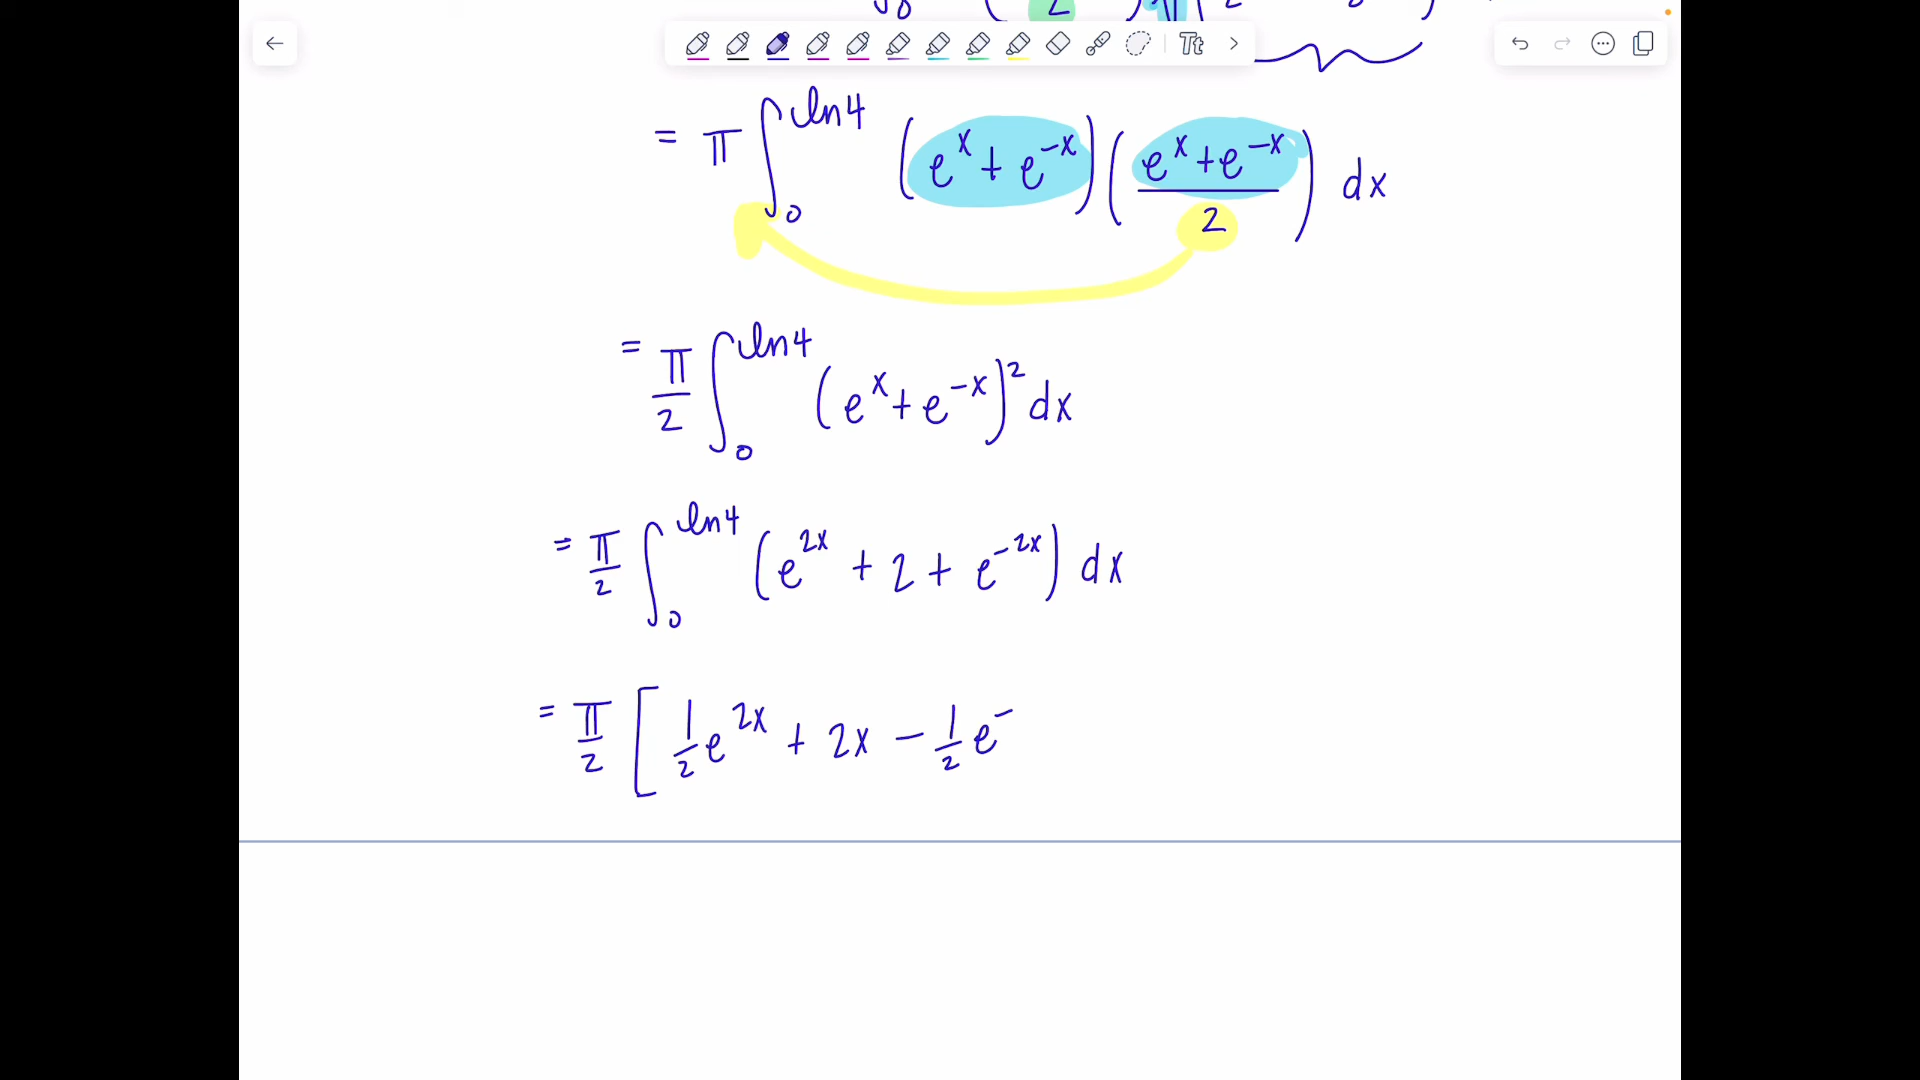 Tt
= π ∫₀^{ln4} (e^x + e^{-x}) ((e^x + e^{-x})/2) dx
= π/2 ∫₀^{ln4} (e^x + e^{-x})² dx
= π/2 ∫₀^{ln4} (e^{2x} + 2 + e^{-2x}) dx
= π/2 [ 1/2 e^{2x} + 2x - 1/2 e^-